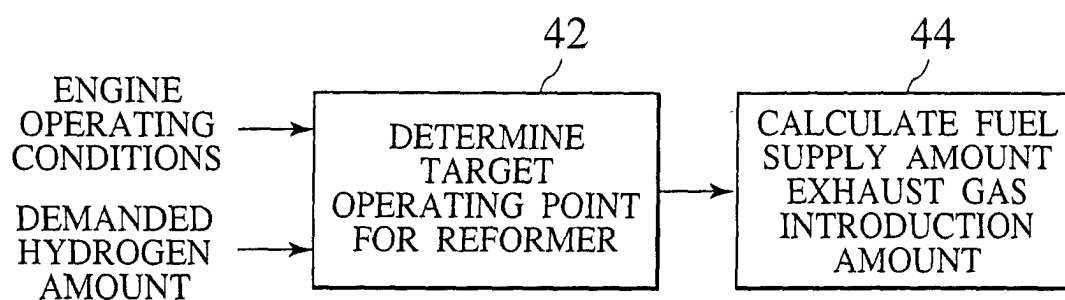 42
44
ENGINE
OPERATING
CONDITIONS
DEMANDED
HYDROGEN
AMOUNT
DETERMINE
TARGET
OPERATING POINT
FOR REFORMER
CALCULATE FUEL
SUPPLY AMOUNT
EXHAUST GAS
INTRODUCTION
AMOUNT